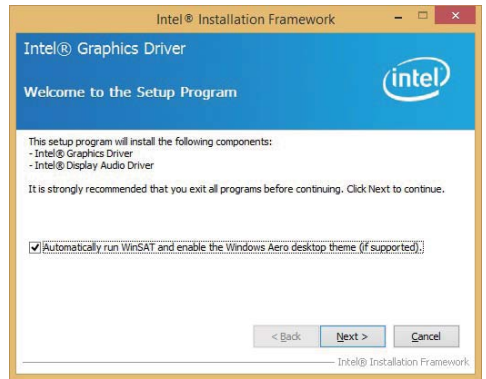 Intel® Installation Framework
Intel® Graphics Driver
intel
Welcome to the Setup Program
This setup program will install the following components:
- Intel® Graphics Driver
- Intel® Display Audio Driver
It is strongly recommended that you exit all programs before continuing. Click Next to continue.
Automatically run WinSAT and enable the Windows Aero desktop theme (if supported).
< Back Next > Cancel
Intel® Installation Framework